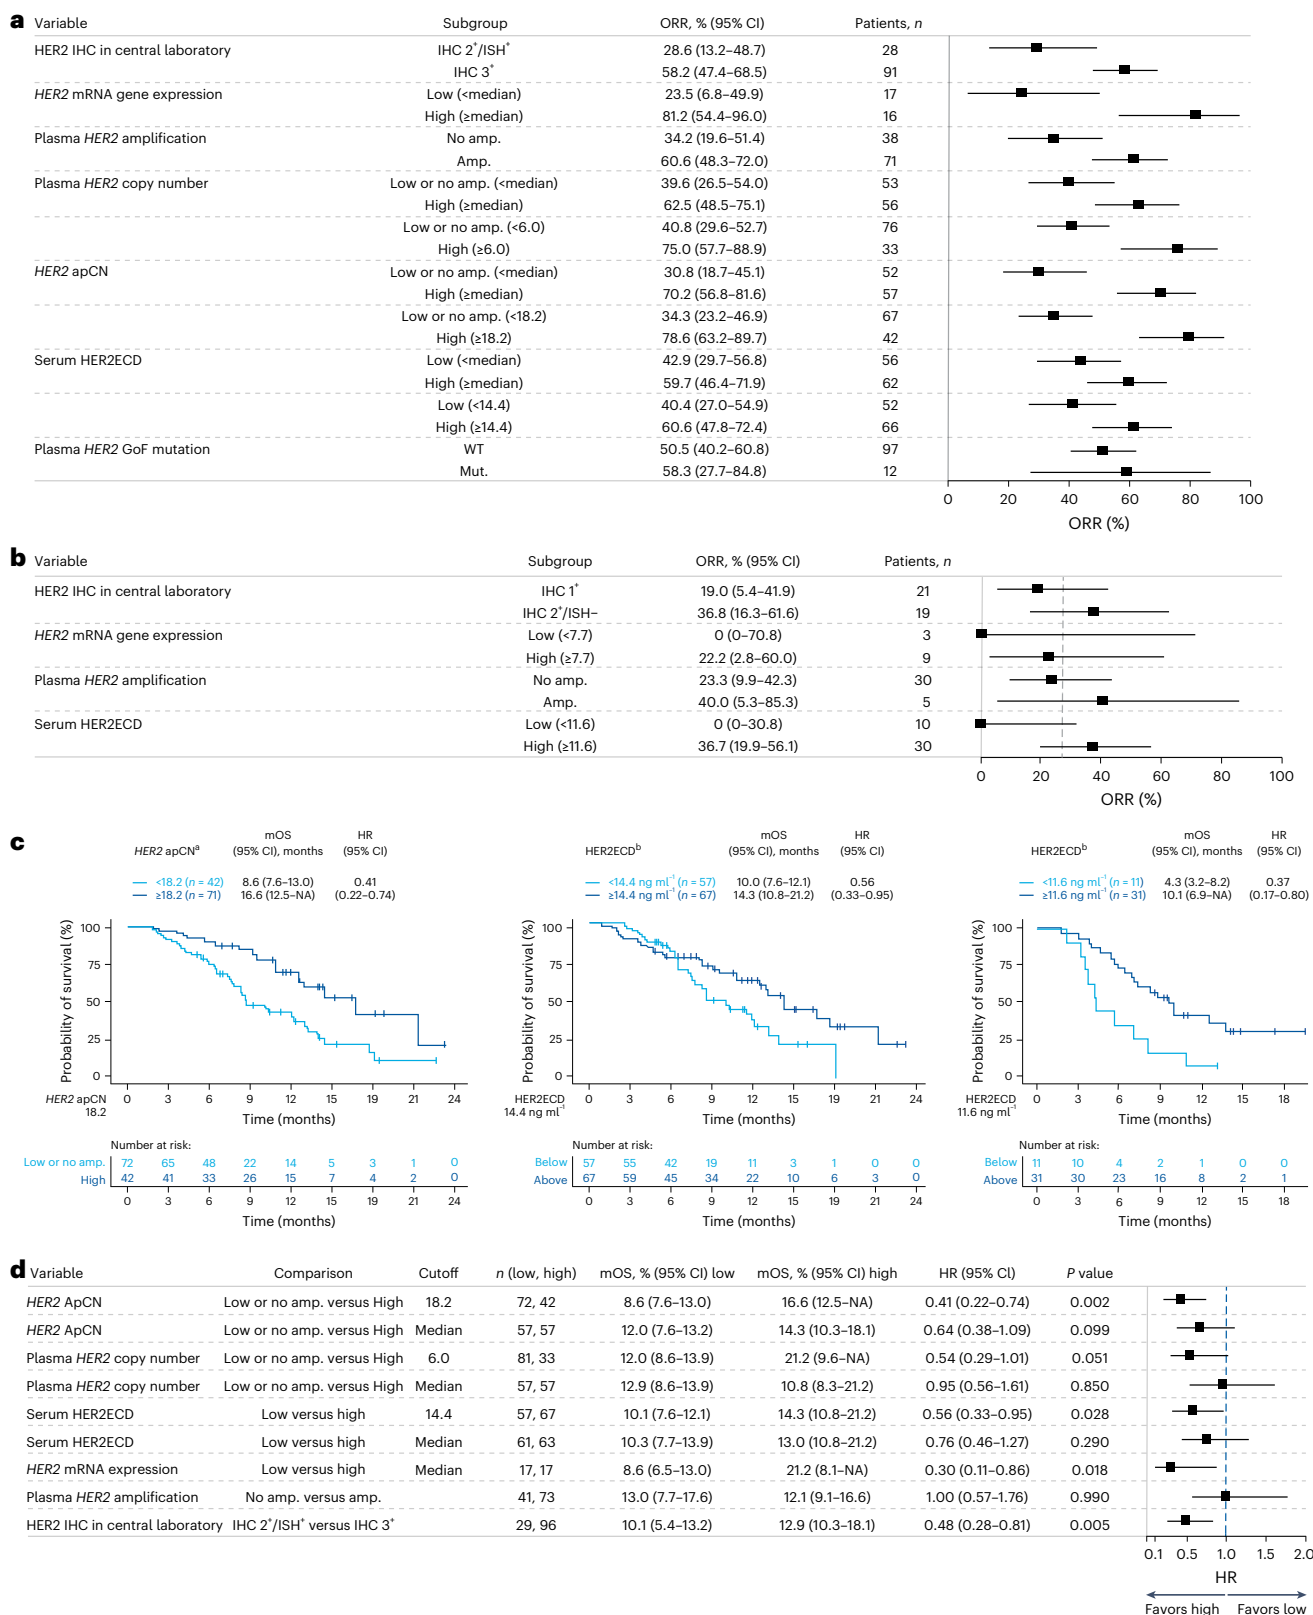 a
Variable Subgroup ORR, % (95% CI) Patients, n
HER2 IHC in central laboratory IHC 2+/ISH+ 28.6 (13.2–48.7) 28
IHC 3+ 58.2 (47.4–68.5) 91
HER2 mRNA gene expression Low (<median) 23.5 (6.8–49.9) 17
High (≥median) 81.2 (54.4–96.0) 16
Plasma HER2 amplification No amp. 34.2 (19.6–51.4) 38
Amp. 60.6 (48.3–72.0) 71
Plasma HER2 copy number Low or no amp. (<median) 39.6 (26.5–54.0) 53
High (≥median) 62.5 (48.5–75.1) 56
Low or no amp. (<6.0) 40.8 (29.6–52.7) 76
High (≥6.0) 75.0 (57.7–88.9) 33
HER2 apCN Low or no amp. (<median) 30.8 (18.7–45.1) 52
High (≥median) 70.2 (56.8–81.6) 57
Low or no amp. (<18.2) 34.3 (23.2–46.9) 67
High (≥18.2) 78.6 (63.2–89.7) 42
Serum HER2ECD Low (<median) 42.9 (29.7–56.8) 56
High (≥median) 59.7 (46.4–71.9) 62
Low (<14.4) 40.4 (27.0–54.9) 52
High (≥14.4) 60.6 (47.8–72.4) 66
Plasma HER2 GoF mutation WT 50.5 (40.2–60.8) 97
Mut. 58.3 (27.7–84.8) 12
0 20 40 60 80 100
ORR (%)
b
Variable Subgroup ORR, % (95% CI) Patients, n
HER2 IHC in central laboratory IHC 1+ 19.0 (5.4–41.9) 21
IHC 2+/ISH− 36.8 (16.3–61.6) 19
HER2 mRNA gene expression Low (<7.7) 0 (0–70.8) 3
High (≥7.7) 22.2 (2.8–60.0) 9
Plasma HER2 amplification No amp. 23.3 (9.9–42.3) 30
Amp. 40.0 (5.3–85.3) 5
Serum HER2ECD Low (<11.6) 0 (0–30.8) 10
High (≥11.6) 36.7 (19.9–56.1) 30
0 20 40 60 80 100
ORR (%)
c
HER2 apCNa mOS (95% CI), months HR (95% CI)
<18.2 (n = 42) 8.6 (7.6–13.0) 0.41
≥18.2 (n = 71) 16.6 (12.5–NA) (0.22–0.74)
Probability of survival (%)
100
75
50
25
0
HER2 apCN
18.2
0 3 6 9 12 15 19 21 24
Time (months)
Number at risk:
Low or no amp. 72 65 48 22 14 5 3 1 0
High 42 41 33 26 15 7 4 2 0
0 3 6 9 12 15 19 21 24
Time (months)
HER2ECDb mOS (95% CI), months HR (95% CI)
<14.4 ng ml−1 (n = 57) 10.0 (7.6–12.1) 0.56
≥14.4 ng ml−1 (n = 67) 14.3 (10.8–21.2) (0.33–0.95)
Probability of survival (%)
100
75
50
25
0
HER2ECD
14.4 ng ml−1
0 3 6 9 12 15 19 21 24
Time (months)
Number at risk:
Below 57 55 42 19 11 3 1 0 0
Above 67 59 45 34 22 10 6 3 0
0 3 6 9 12 15 18 21 24
Time (months)
HER2ECDb mOS (95% CI), months HR (95% CI)
<11.6 ng ml−1 (n = 11) 4.3 (3.2–8.2) 0.37
≥11.6 ng ml−1 (n = 31) 10.1 (6.9–NA) (0.17–0.80)
Probability of survival (%)
100
75
50
25
0
HER2ECD
11.6 ng ml−1
0 3 6 9 12 15 18
Time (months)
Number at risk:
Below 11 10 4 2 1 0 0
Above 31 30 23 16 8 2 1
0 3 6 9 12 15 18
Time (months)
d
Variable Comparison Cutoff n (low, high) mOS, % (95% CI) low mOS, % (95% CI) high HR (95% CI) P value
HER2 ApCN Low or no amp. versus High 18.2 72, 42 8.6 (7.6–13.0) 16.6 (12.5–NA) 0.41 (0.22–0.74) 0.002
HER2 ApCN Low or no amp. versus High Median 57, 57 12.0 (7.6–13.2) 14.3 (10.3–18.1) 0.64 (0.38–1.09) 0.099
Plasma HER2 copy number Low or no amp. versus High 6.0 81, 33 12.0 (8.6–13.9) 21.2 (9.6–NA) 0.54 (0.29–1.01) 0.051
Plasma HER2 copy number Low or no amp. versus High Median 57, 57 12.9 (8.6–13.9) 10.8 (8.3–21.2) 0.95 (0.56–1.61) 0.850
Serum HER2ECD Low versus high 14.4 57, 67 10.1 (7.6–12.1) 14.3 (10.8–21.2) 0.56 (0.33–0.95) 0.028
Serum HER2ECD Low versus high Median 61, 63 10.3 (7.7–13.9) 13.0 (10.8–21.2) 0.76 (0.46–1.27) 0.290
HER2 mRNA expression Low versus high Median 17, 17 8.6 (6.5–13.0) 21.2 (8.1–NA) 0.30 (0.11–0.86) 0.018
Plasma HER2 amplification No amp. versus amp. 41, 73 13.0 (7.7–17.6) 12.1 (9.1–16.6) 1.00 (0.57–1.76) 0.990
HER2 IHC in central laboratory IHC 2+/ISH+ versus IHC 3+ 29, 96 10.1 (5.4–13.2) 12.9 (10.3–18.1) 0.48 (0.28–0.81) 0.005
0.1 0.5 1.0 1.5 2.0
HR
Favors high Favors low